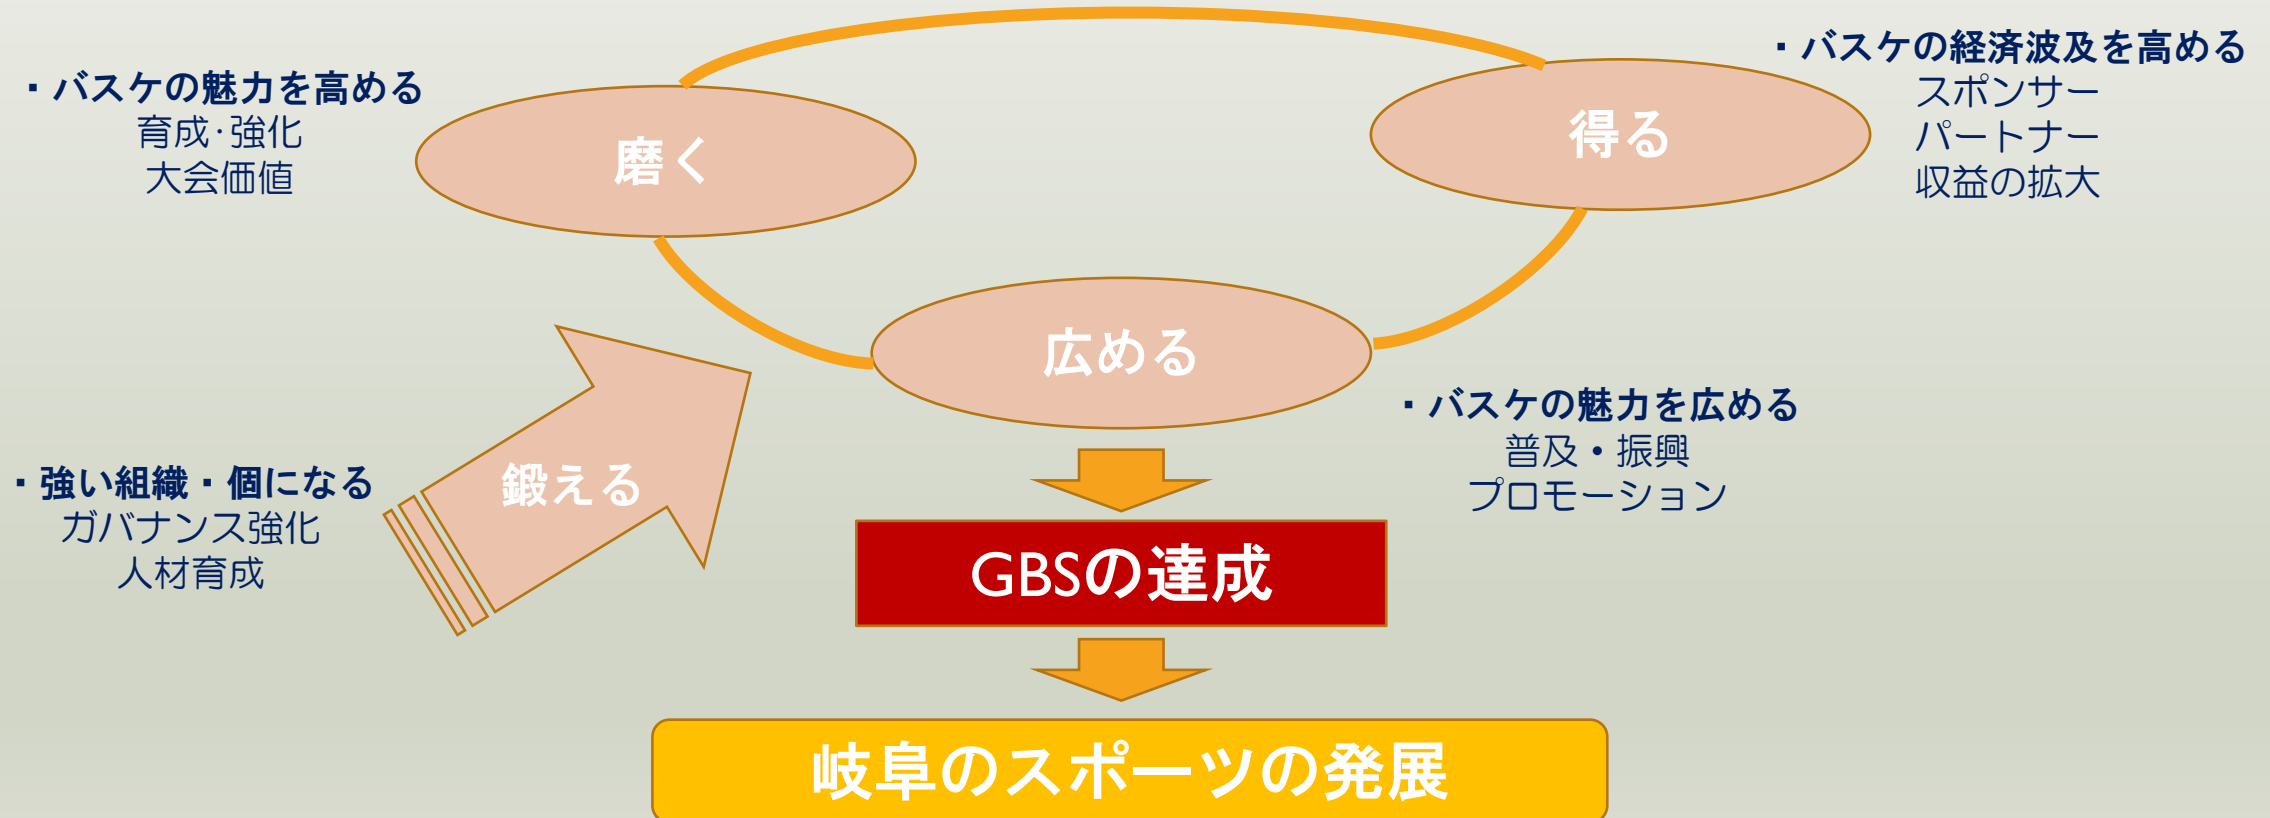 ・バスケの魅力を高める
育成・強化
大会価値
磨く
得る
・バスケの経済波及を高める
スポンサー
パートナー
収益の拡大
広める
・バスケの魅力を広める
普及・振興
プロモーション
・強い組織・個になる
ガバナンス強化
人材育成
鍛える
GBSの達成
岐阜のスポーツの発展